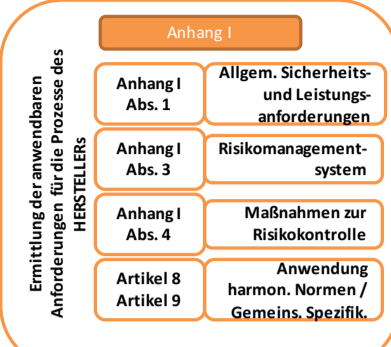 Anhang I
Ermittlung der anwendbaren
Anforderungen für die Prozesse des
HERSTELLERs
Anhang I
Abs. 1
Allgem. Sicherheits-
und Leistungs-
anforderungen
Anhang I
Abs. 3
Risikomanagement-
system
Anhang I
Abs. 4
Maßnahmen zur
Risikokontrolle
Artikel 8
Artikel 9
Anwendung
harmon. Normen /
Gemeins. Spezifik.